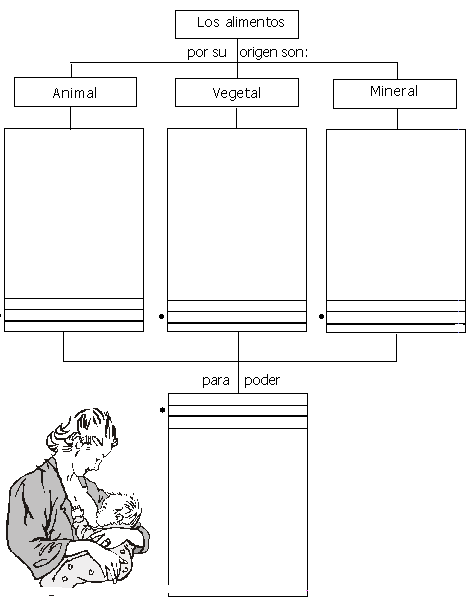 Los alimentos
por su origen son:
Animal
Vegetal
Mineral
para poder